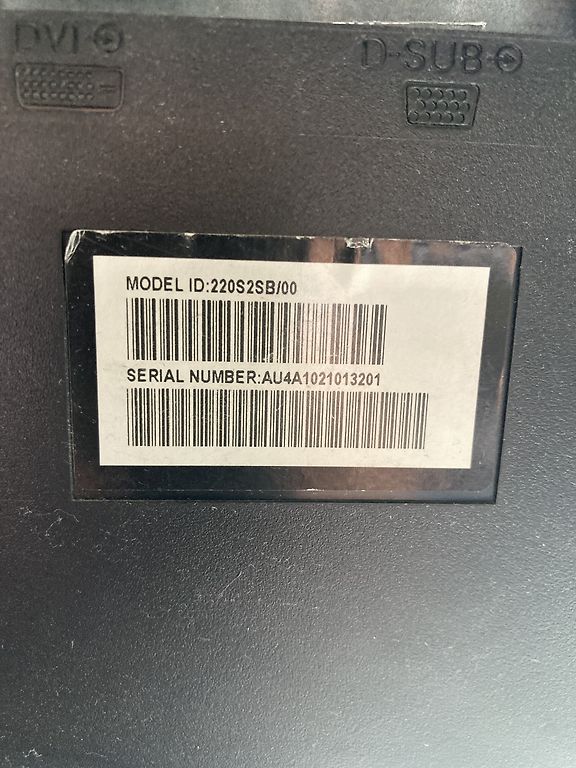 DVI
D-SUB
MODEL ID:220S2SB/00
SERIAL NUMBER:AU4A1021013201